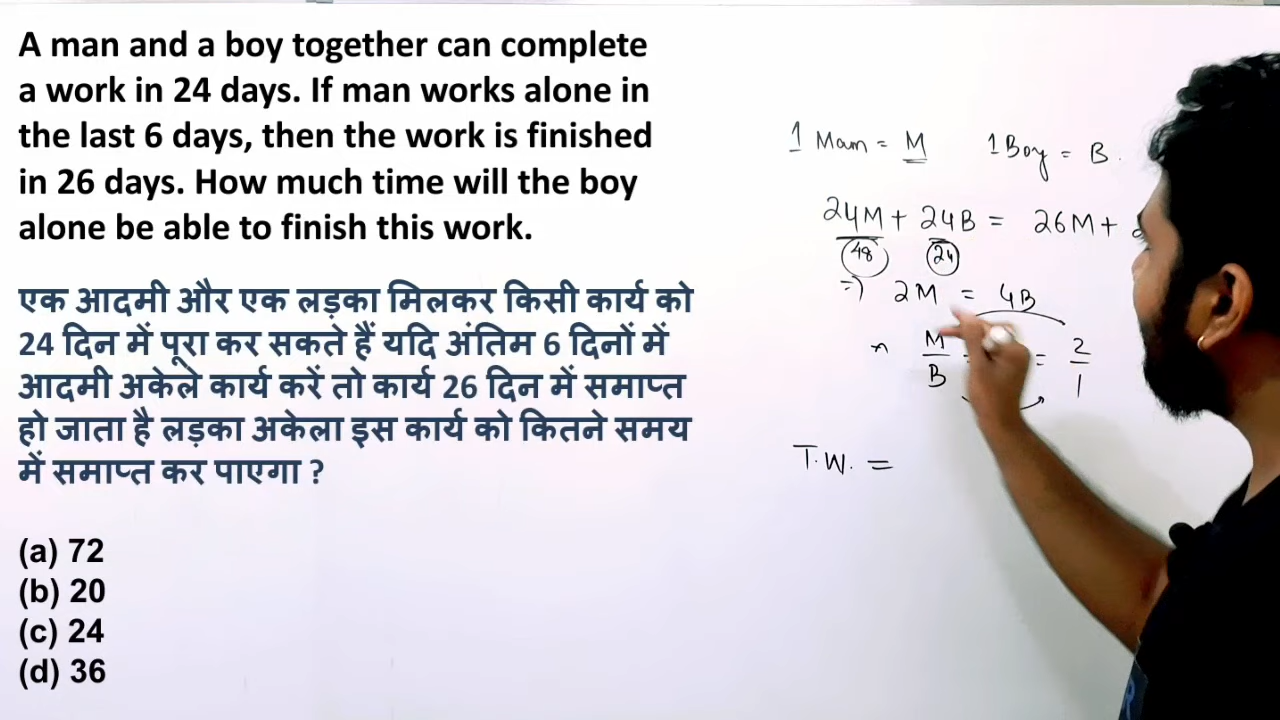 A man and a boy together can complete
a work in 24 days. If man works alone in
the last 6 days, then the work is finished
in 26 days. How much time will the boy
alone be able to finish this work.
एक आदमी और एक लड़का मिलकर किसी कार्य को
24 दिन में पूरा कर सकते हैं यदि अंतिम 6 दिनों में
आदमी अकेले कार्य करें तो कार्य 26 दिन में समाप्त
हो जाता है लड़का अकेला इस कार्य को कितने समय
में समाप्त कर पाएगा ?
(a) 72
(b) 20
(c) 24
(d) 36
1 Man = M 1 Boy = B.
24M + 24B = 26M +
48 24
=) 2M = 4B
M/B = = 2/1
T.W. =